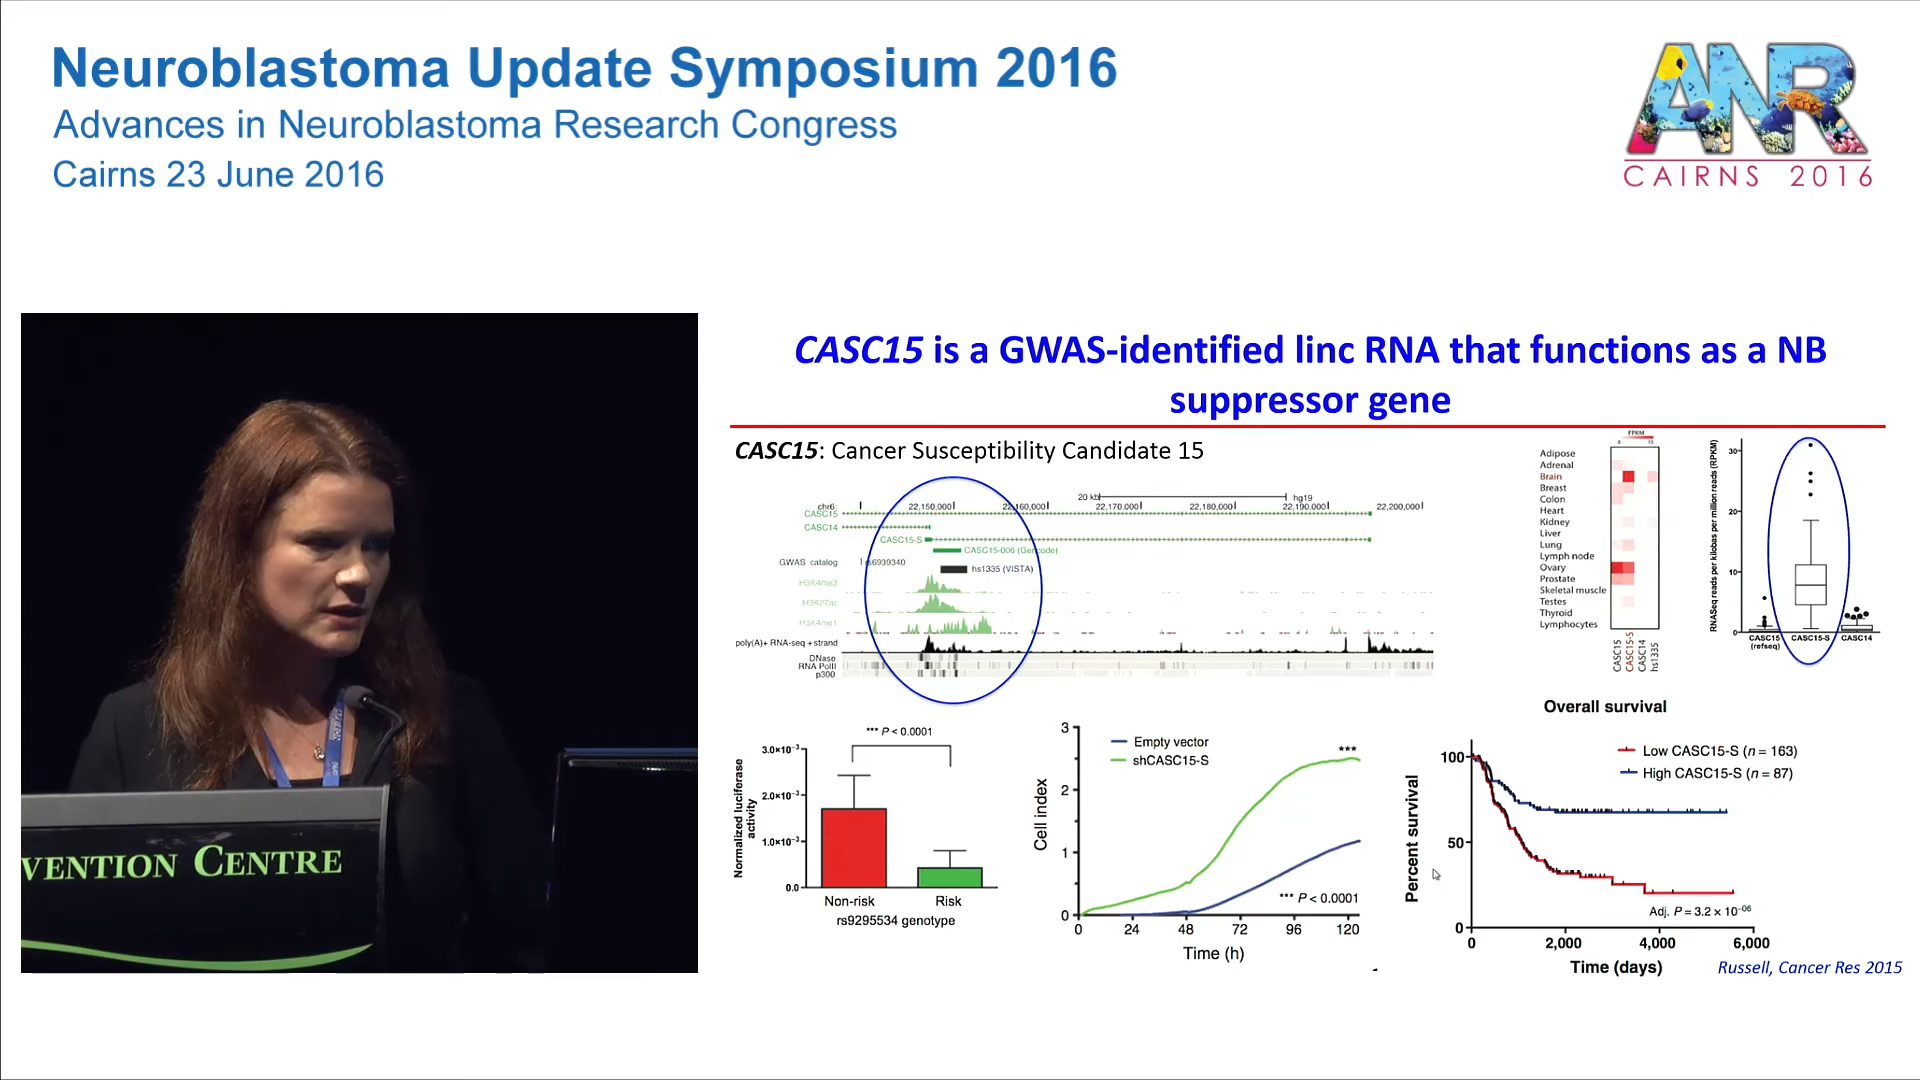 Neuroblastoma Update Symposium 2016
Advances in Neuroblastoma Research Congress
Cairns 23 June 2016
ANR
CAIRNS 2016
VENTION CENTRE
CASC15 is a GWAS-identified linc RNA that functions as a NB
suppressor gene
CASC15: Cancer Susceptibility Candidate 15
20 kb hg19
chr6: 22,150,000 22,160,000 22,170,000 22,180,000 22,190,000 22,200,000
CASC15
CASC14
CASC15-S
CASC15-006 (Gencode)
GWAS catalog rs6939340
hs1335 (VISTA)
H3K4me3
H3K27ac
H3K4me1
poly(A)+ RNA-seq +strand
DNase
RNA PolII
p300
FPKM
0 15
Adipose
Adrenal
Brain
Breast
Colon
Heart
Kidney
Liver
Lung
Lymph node
Ovary
Prostate
Skeletal muscle
Testes
Thyroid
Lymphocytes
CASC15
CASC15-S
CASC14
hs1335
RNASeq reads per kilobas per million reads (RPKM)
30
20
10
0
CASC15 (refseq)
CASC15-S
CASC14
*** P < 0.0001
Normalized luciferase
activity
3.0×10⁻³
2.0×10⁻³
1.0×10⁻³
0.0
Non-risk Risk
rs9295534 genotype
Empty vector
shCASC15-S
***
Cell index
3
2
1
0
*** P < 0.0001
0 24 48 72 96 120
Time (h)
Overall survival
Low CASC15-S (n = 163)
High CASC15-S (n = 87)
Percent survival
100
50
0
Adj. P = 3.2 × 10⁻⁰⁶
0 2,000 4,000 6,000
Time (days)
Russell, Cancer Res 2015